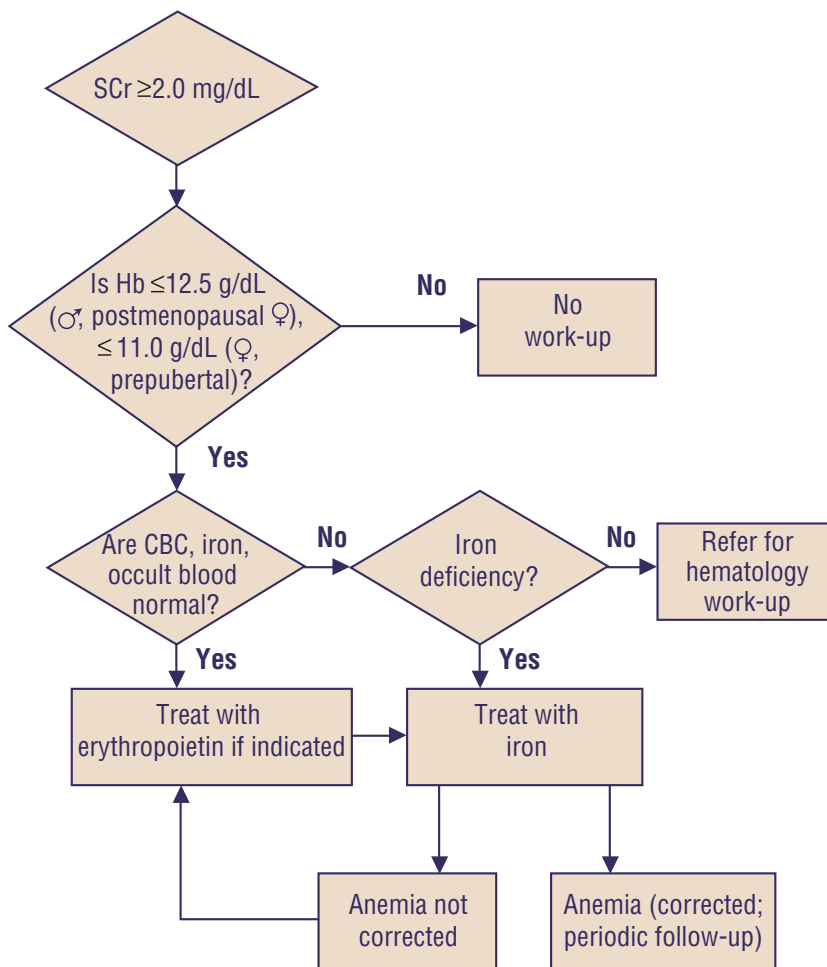 SCr ≥2.0 mg/dL
Is Hb ≤12.5 g/dL
(♂, postmenopausal ♀),
≤11.0 g/dL (♀,
prepubertal)?
No
No
work-up
Yes
Are CBC, iron,
occult blood
normal?
No
Iron
deficiency?
No
Refer for
hematology
work-up
Yes
Yes
Treat with
erythropoietin if indicated
Treat with
iron
Anemia not
corrected
Anemia (corrected;
periodic follow-up)